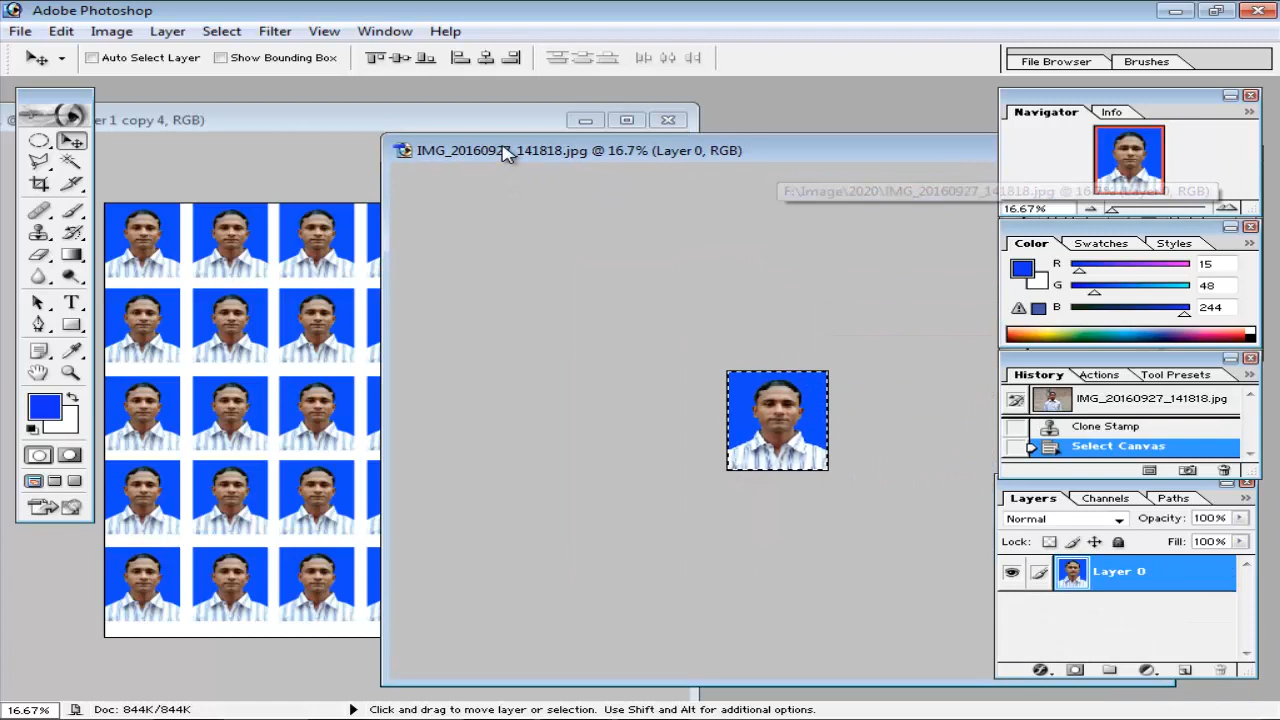 Adobe Photoshop
File Edit Image Layer Select Filter View Window Help
Auto Select Layer Show Bounding Box File Browser Brushes
@ er 1 copy 4, RGB)
IMG_20160927_141818.jpg @ 16.7% (Layer 0, RGB)
F:\Image\2020\IMG_20160927_141818.jpg @ 16.7% (Layer 0, RGB)
Navigator Info
16.67%
Color Swatches Styles
R 15
G 48
B 244
History Actions Tool Presets
IMG_20160927_141818.jpg
Clone Stamp
Select Canvas
Layers Channels Paths
Normal Opacity: 100%
Lock: Fill: 100%
Layer 0
16.67% Doc: 844K/844K Click and drag to move layer or selection. Use Shift and Alt for additional options.